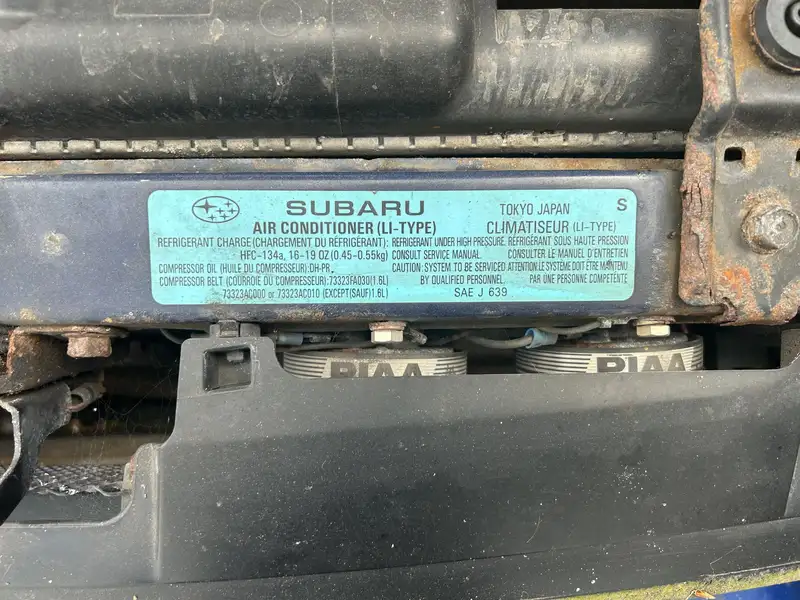 SUBARU TOKYO JAPAN S
AIR CONDITIONER (LI-TYPE) CLIMATISEUR (LI-TYPE)
REFRIGERANT CHARGE(CHARGEMENT DU RÉFRIGÉRANT):
HFC-134a, 16-19 OZ (0.45-0.55kg)
COMPRESSOR OIL (HUILE DU COMPRESSEUR):DH-PR
COMPRESSOR BELT (COURROIE DU COMPRESSEUR):73323FA030(1.6L)
73323AC000 or 73323AC010 (EXCEPT(SAUF)1.6L)
REFRIGERANT UNDER HIGH PRESSURE. RÉFRIGÉRANT SOUS HAUTE PRESSION
CONSULT SERVICE MANUAL. CONSULTER LE MANUEL D'ENTRETIEN
CAUTION: SYSTEM TO BE SERVICED ATTENTION:LE SYSTÈME DOIT ÊTRE MAINTENU
BY QUALIFIED PERSONNEL. PAR UNE PERSONNE COMPÉTENTE
SAE J 639
PIAA PIAA